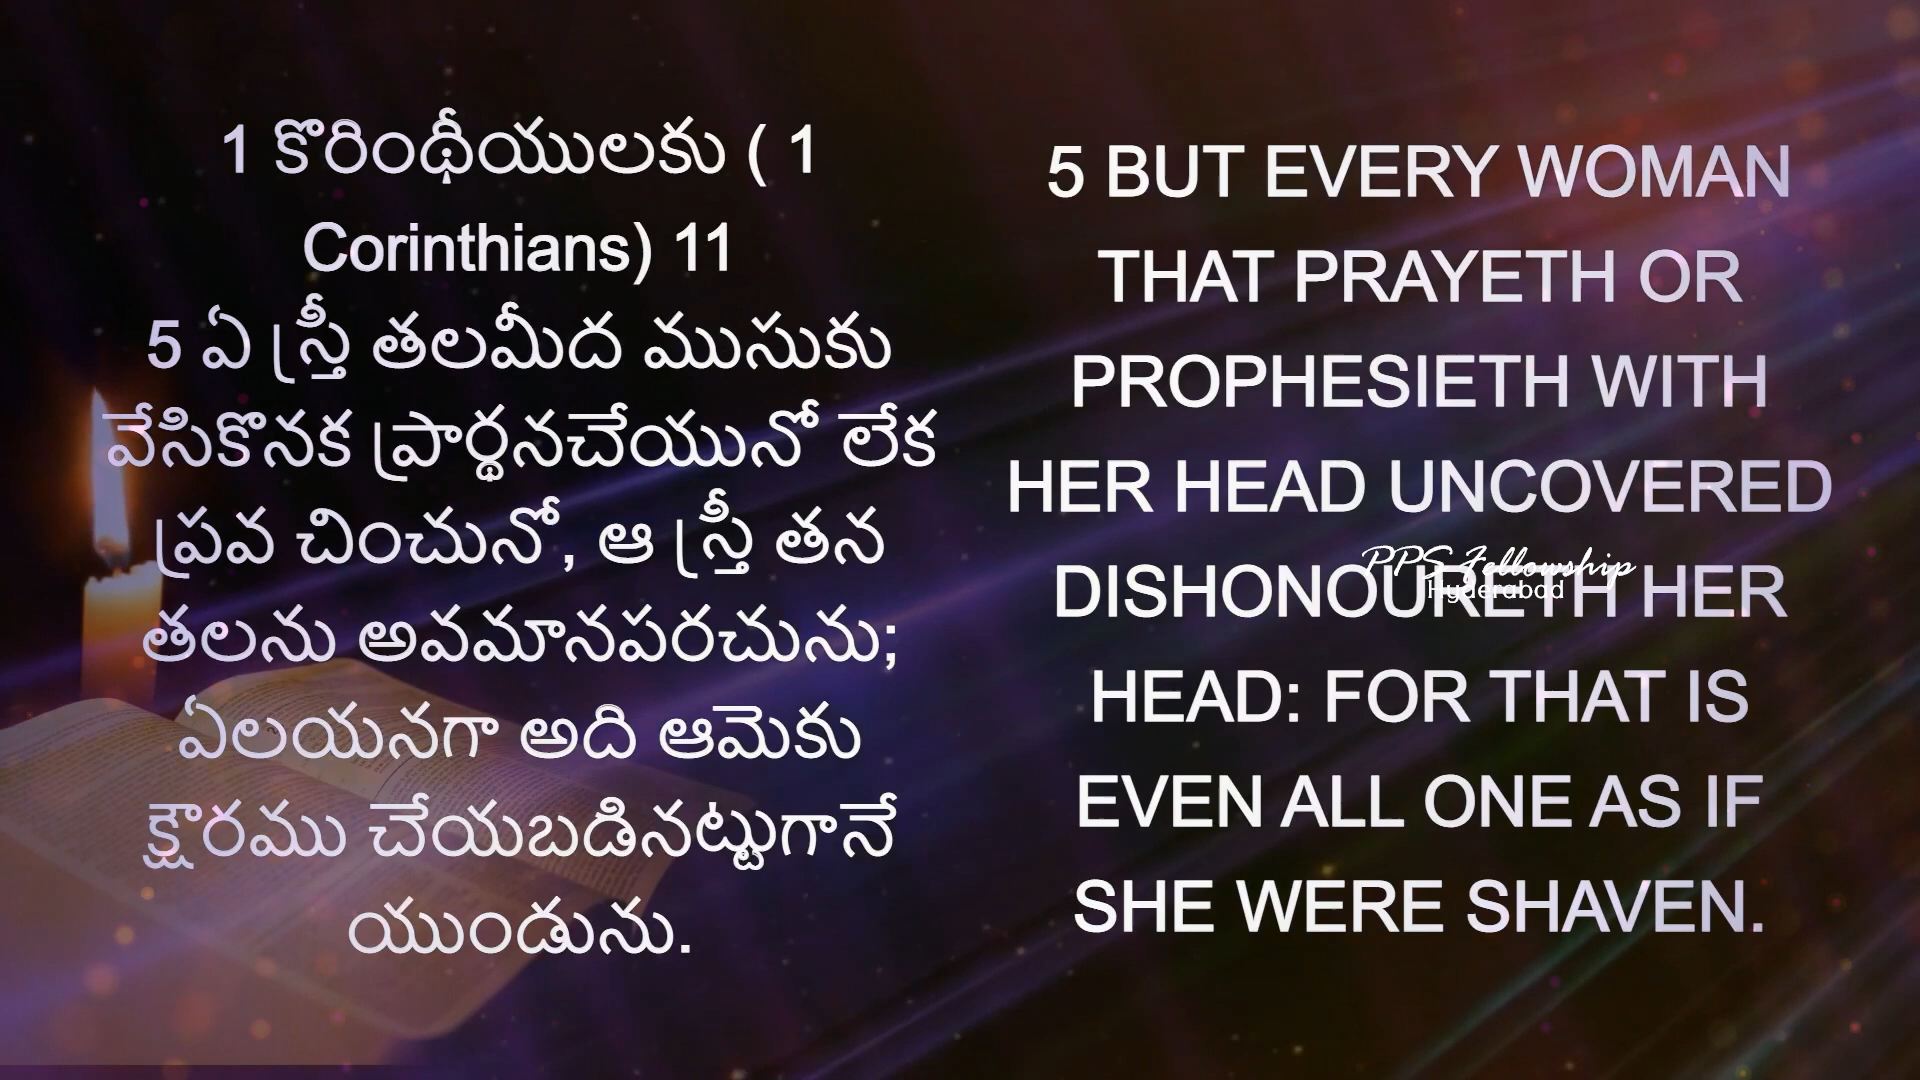 1 కొరింథీయులకు ( 1
Corinthians) 11
5 ఏ స్త్రీ తలమీద ముసుకు
వేసికొనక ప్రార్థనచేయునో లేక
ప్రవ చించునో, ఆ స్త్రీ తన
తలను అవమానపరచును;
ఏలయనగా అది ఆమెకు
క్షౌరము చేయబడినట్టుగానే
యుండును.
5 BUT EVERY WOMAN
THAT PRAYETH OR
PROPHESIETH WITH
HER HEAD UNCOVERED
DISHONOURETH HER
HEAD: FOR THAT IS
EVEN ALL ONE AS IF
SHE WERE SHAVEN.
PPS Fellowship
Hyderabad